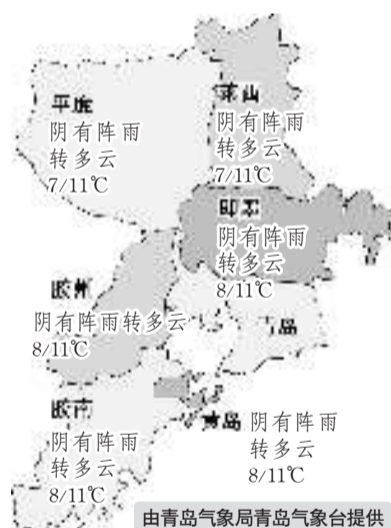 平度
阴有阵雨
转多云
7/11℃
莱西
阴有阵雨
转多云
7/11℃
即墨
阴有阵雨
转多云
8/11℃
胶州
阴有阵雨转多云
8/11℃
青岛
胶南
阴有阵雨
转多云
8/11℃
黄岛
阴有阵雨
转多云
8/11℃
由青岛气象局青岛气象台提供